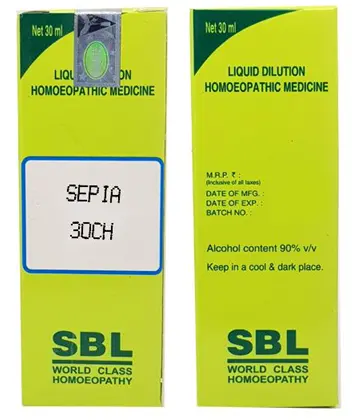 Net 30 ml
HOMOEOPATHIC MEDICINE
SEPIA
30CH
SBL
WORLD CLASS
HOMOEOPATHY
Net 30 ml
LIQUID DILUTION
HOMOEOPATHIC MEDICINE
M.R.P. ₹ :
(Inclusive of all taxes)
DATE OF MFG. :
DATE OF EXP. :
BATCH NO. :
Alcohol content 90% v/v
Keep in a cool & dark place.
SBL
WORLD CLASS
HOMOEOPATHY